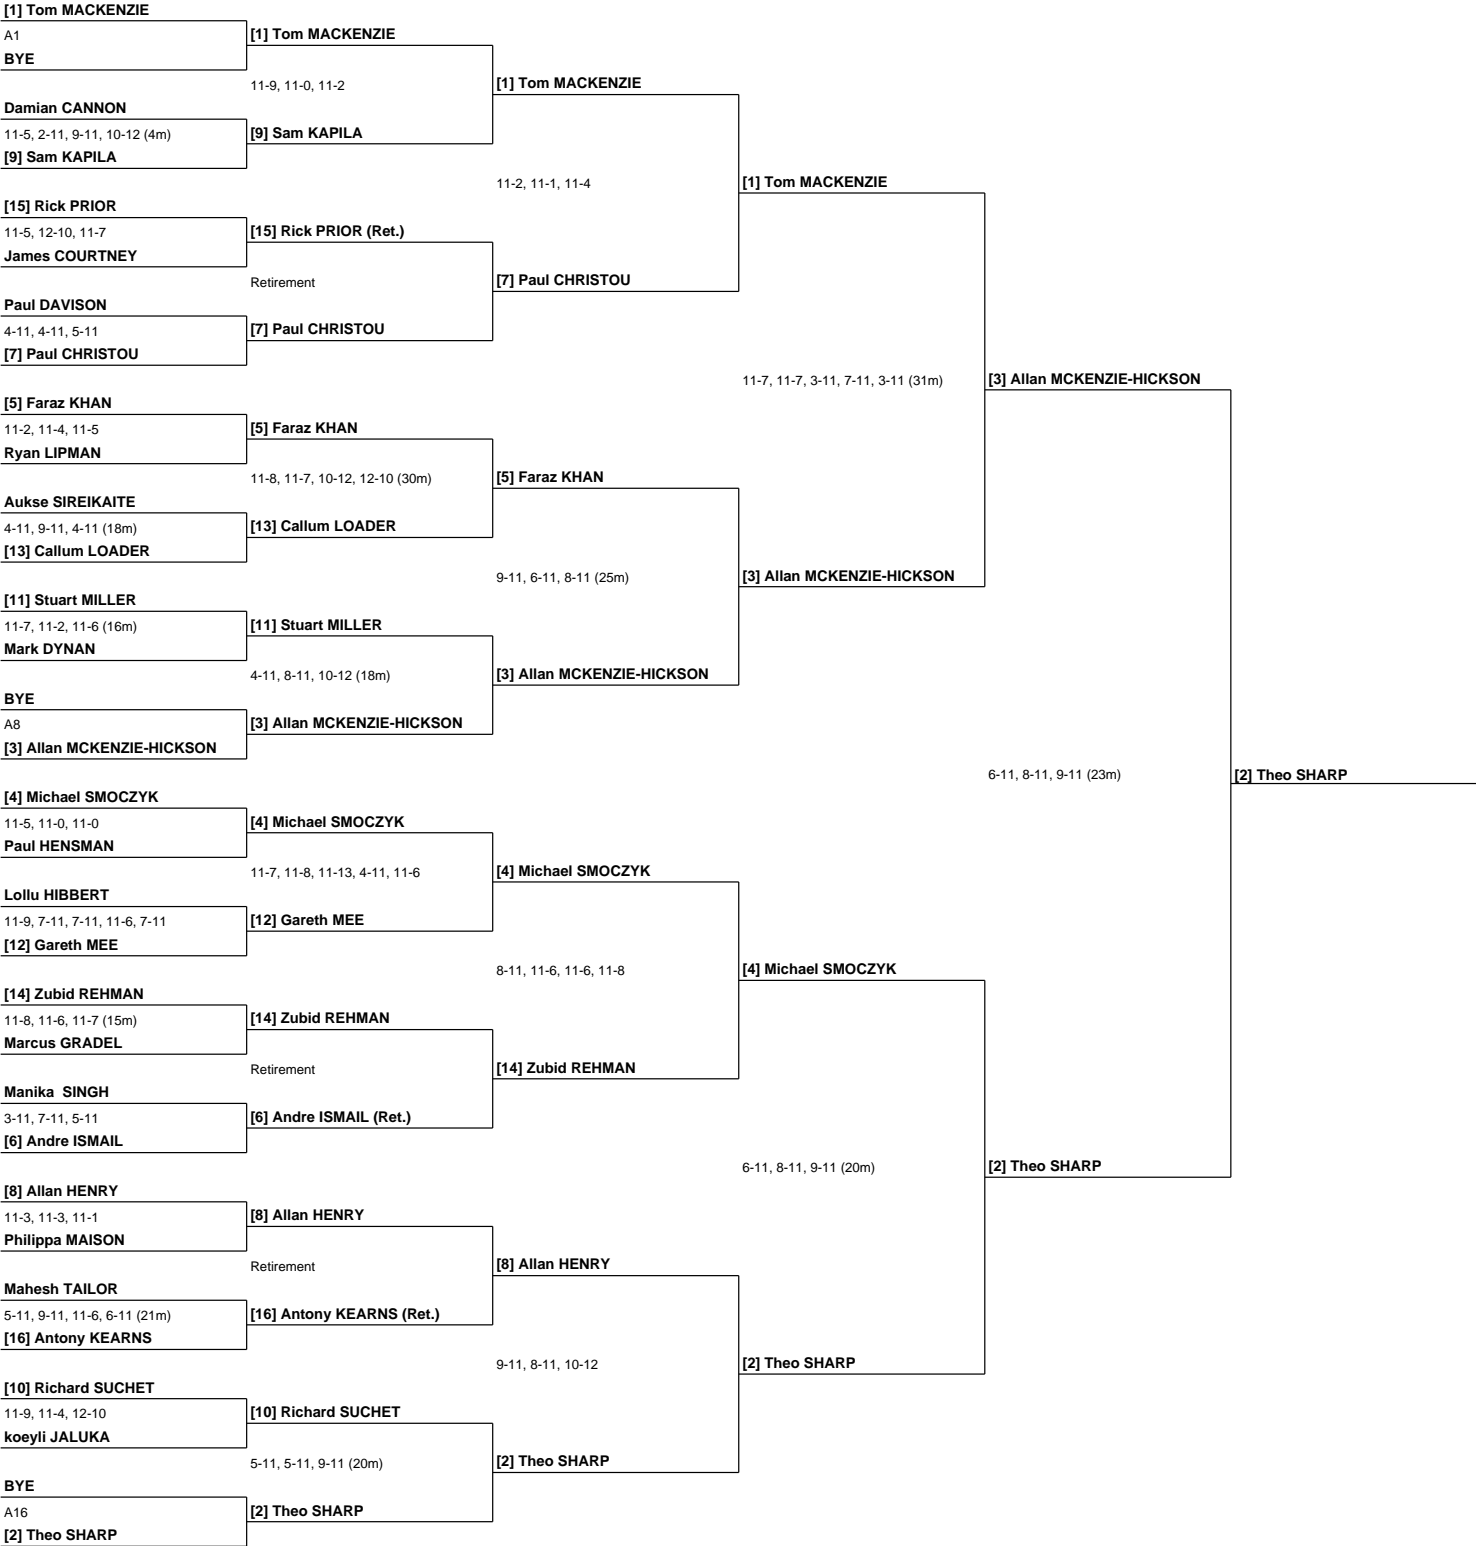 [1] Tom MACKENZIE
A1
BYE
Damian CANNON
11-5, 2-11, 9-11, 10-12 (4m)
[9] Sam KAPILA
[15] Rick PRIOR
11-5, 12-10, 11-7
James COURTNEY
Paul DAVISON
4-11, 4-11, 5-11
[7] Paul CHRISTOU
[5] Faraz KHAN
11-2, 11-4, 11-5
Ryan LIPMAN
Aukse SIREIKAITE
4-11, 9-11, 4-11 (18m)
[13] Callum LOADER
[11] Stuart MILLER
11-7, 11-2, 11-6 (16m)
Mark DYNAN
BYE
A8
[3] Allan MCKENZIE-HICKSON
[4] Michael SMOCZYK
11-5, 11-0, 11-0
Paul HENSMAN
Lollu HIBBERT
11-9, 7-11, 7-11, 11-6, 7-11
[12] Gareth MEE
[14] Zubid REHMAN
11-8, 11-6, 11-7 (15m)
Marcus GRADEL
Manika  SINGH
3-11, 7-11, 5-11
[6] Andre ISMAIL
[8] Allan HENRY
11-3, 11-3, 11-1
Philippa MAISON
Mahesh TAILOR
5-11, 9-11, 11-6, 6-11 (21m)
[16] Antony KEARNS
[10] Richard SUCHET
11-9, 11-4, 12-10
koeyli JALUKA
BYE
A16
[2] Theo SHARP
[1] Tom MACKENZIE
11-9, 11-0, 11-2
[9] Sam KAPILA
[15] Rick PRIOR (Ret.)
Retirement
[7] Paul CHRISTOU
[5] Faraz KHAN
11-8, 11-7, 10-12, 12-10 (30m)
[13] Callum LOADER
[11] Stuart MILLER
4-11, 8-11, 10-12 (18m)
[3] Allan MCKENZIE-HICKSON
[4] Michael SMOCZYK
11-7, 11-8, 11-13, 4-11, 11-6
[12] Gareth MEE
[14] Zubid REHMAN
Retirement
[6] Andre ISMAIL (Ret.)
[8] Allan HENRY
Retirement
[16] Antony KEARNS (Ret.)
[10] Richard SUCHET
5-11, 5-11, 9-11 (20m)
[2] Theo SHARP
[1] Tom MACKENZIE
11-2, 11-1, 11-4
[7] Paul CHRISTOU
[5] Faraz KHAN
9-11, 6-11, 8-11 (25m)
[3] Allan MCKENZIE-HICKSON
[4] Michael SMOCZYK
8-11, 11-6, 11-6, 11-8
[14] Zubid REHMAN
[8] Allan HENRY
9-11, 8-11, 10-12
[2] Theo SHARP
[1] Tom MACKENZIE
11-7, 11-7, 3-11, 7-11, 3-11 (31m)
[3] Allan MCKENZIE-HICKSON
[4] Michael SMOCZYK
6-11, 8-11, 9-11 (20m)
[2] Theo SHARP
[3] Allan MCKENZIE-HICKSON
6-11, 8-11, 9-11 (23m)
[2] Theo SHARP
[2] Theo SHARP